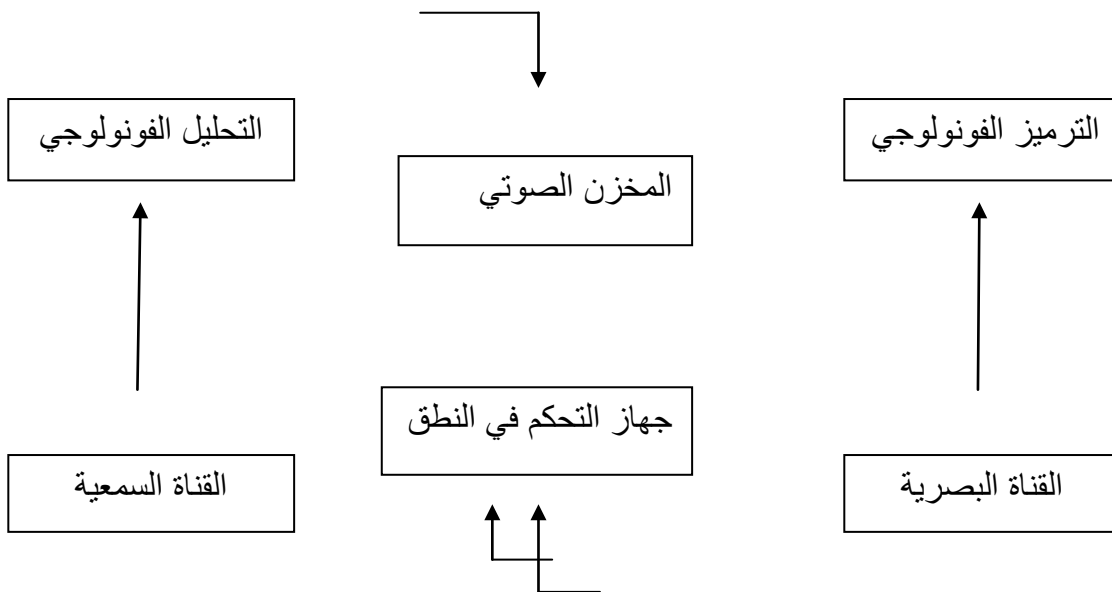 الترميز الفونولوجي
التحليل الفونولوجي
المخزن الصوتي
جهاز التحكم في النطق
القناة البصرية
القناة السمعية